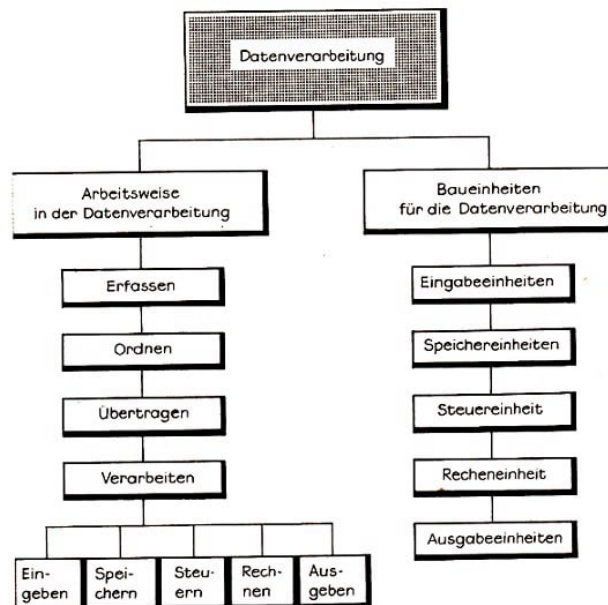 Datenverarbeitung
Arbeitsweise
in der Datenverarbeitung
Erfassen
Ordnen
Übertragen
Verarbeiten
Ein-
geben
Spei-
chern
Steu-
ern
Rech-
nen
Aus-
geben
Baueinheiten
für die Datenverarbeitung
Eingabeeinheiten
Speichereinheiten
Steuereinheit
Recheneinheit
Ausgabeeinheiten